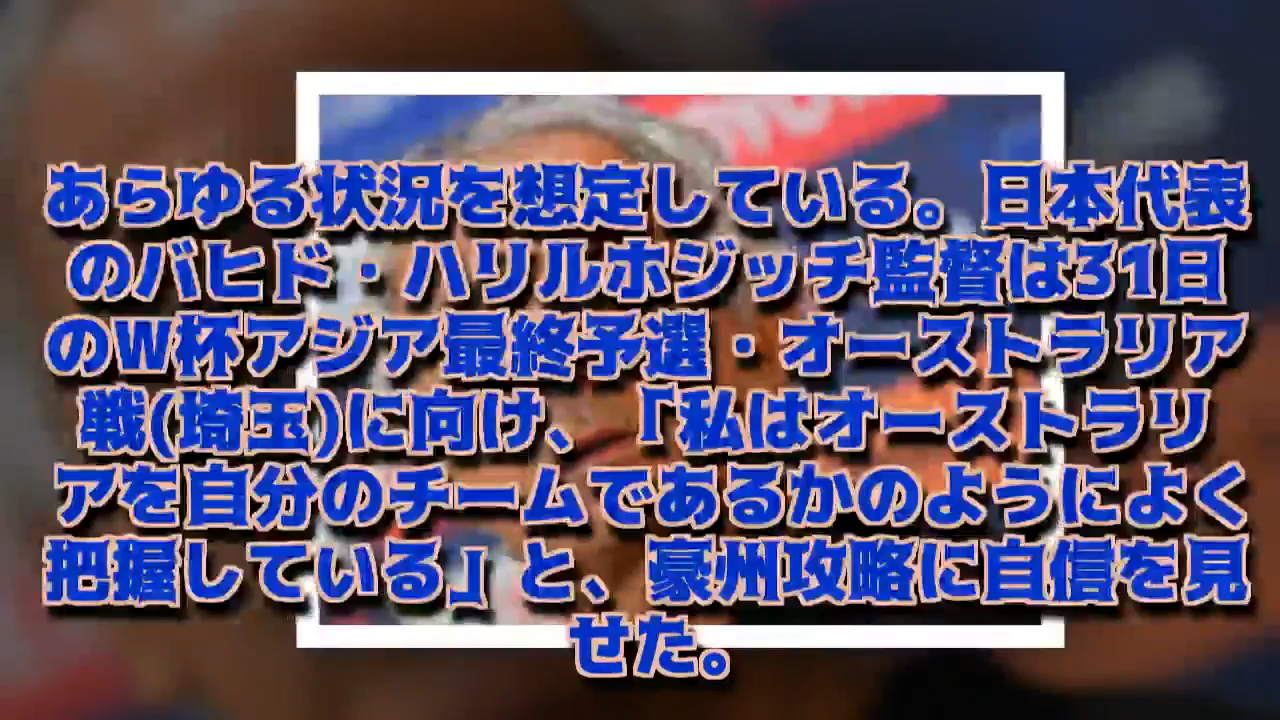 あらゆる状況を想定している。日本代表
のバヒド・ハリルホジッチ監督は31日
のW杯アジア最終予選・オーストラリア
戦(埼玉)に向け、「私はオーストラリ
アを自分のチームであるかのようによく
把握している」と、豪州攻略に自信を見
せた。